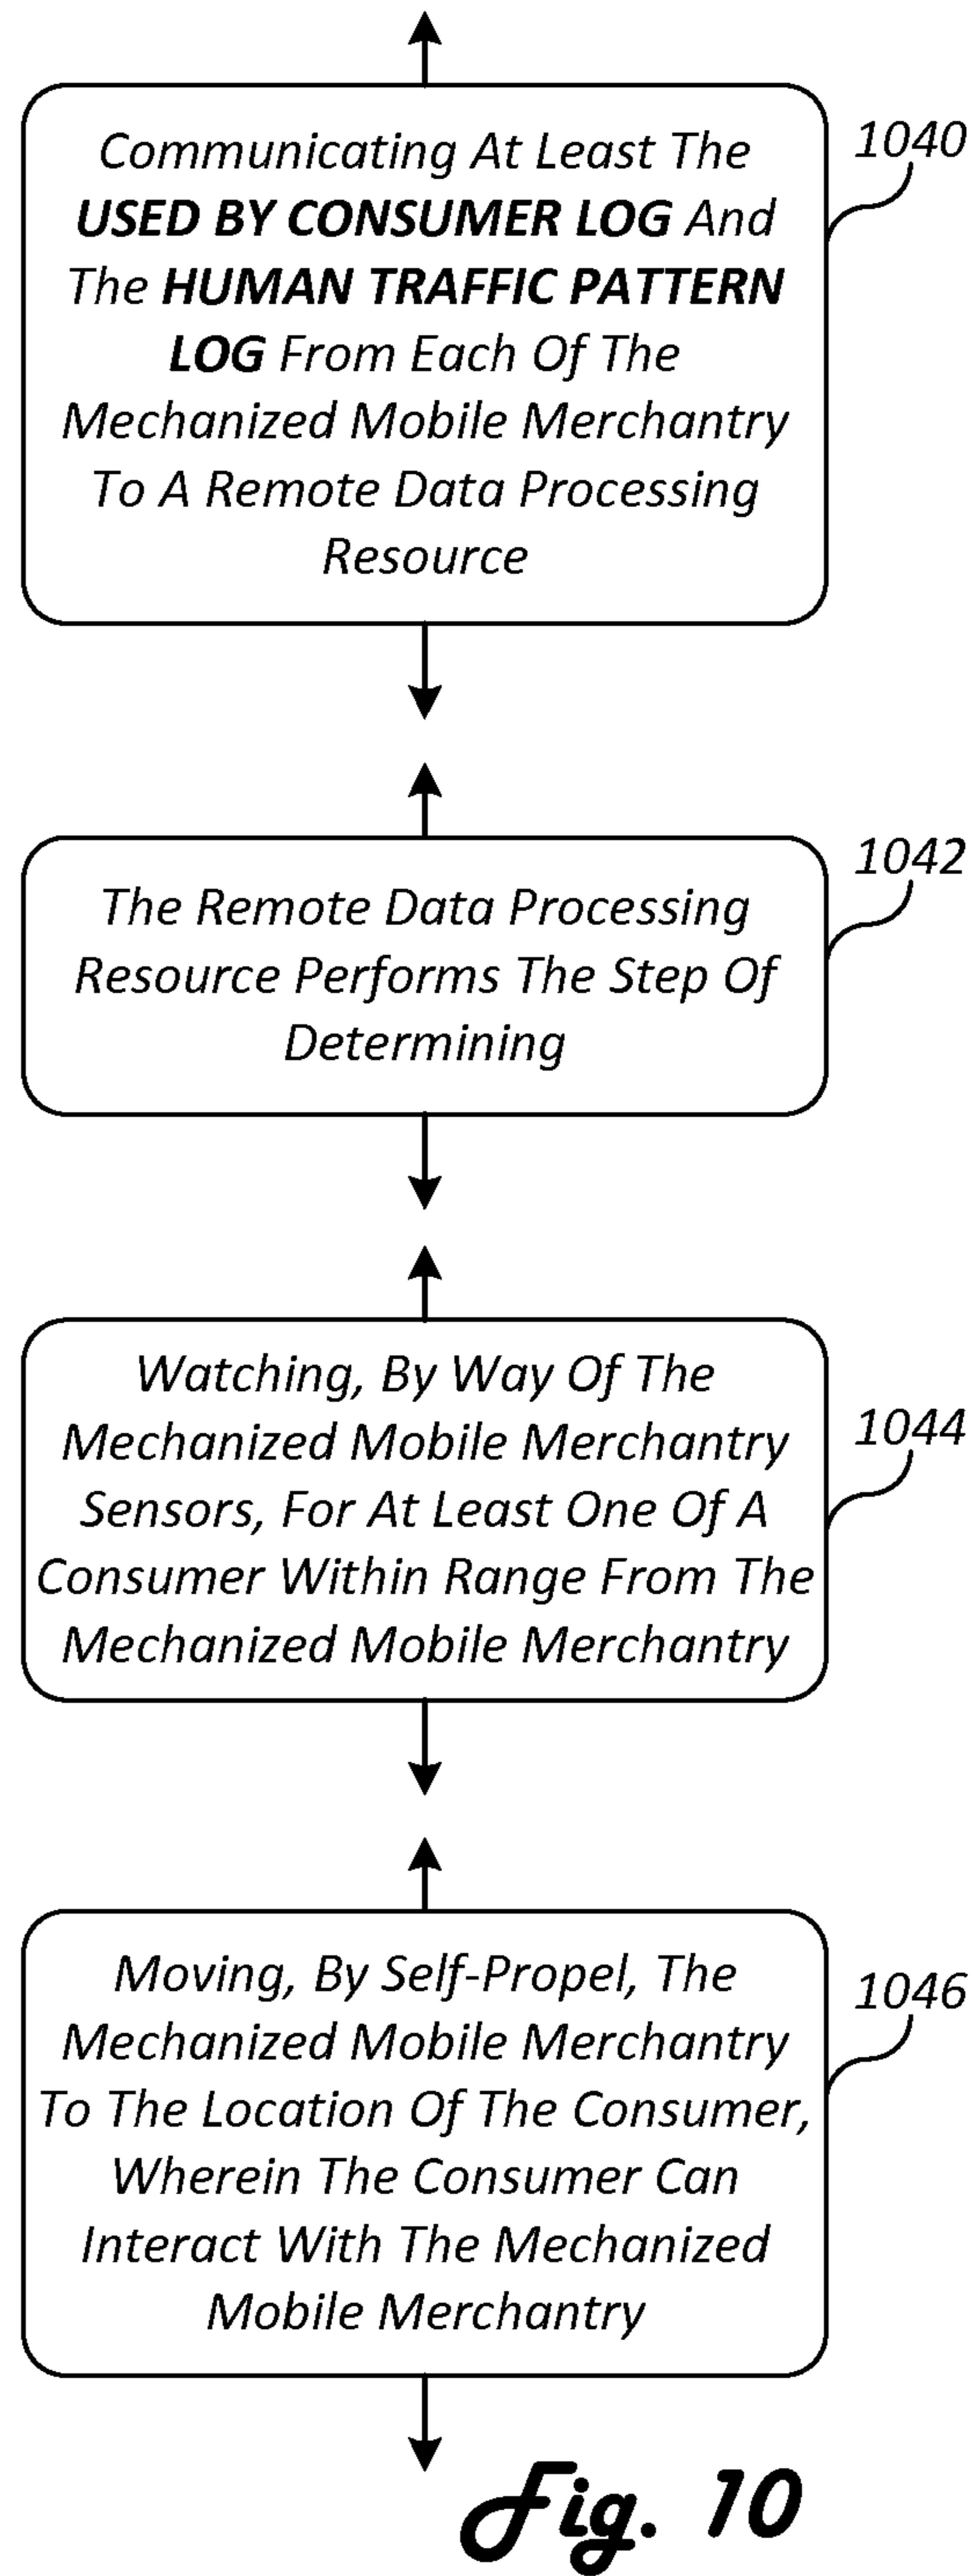 Communicating At Least The
USED BY CONSUMER LOG And
The HUMAN TRAFFIC PATTERN
LOG From Each Of The
Mechanized Mobile Merchantry
To A Remote Data Processing
Resource
1040
The Remote Data Processing
Resource Performs The Step Of
Determining
1042
Watching, By Way Of The
Mechanized Mobile Merchantry
Sensors, For At Least One Of A
Consumer Within Range From The
Mechanized Mobile Merchantry
1044
Moving, By Self-Propel, The
Mechanized Mobile Merchantry
To The Location Of The Consumer,
Wherein The Consumer Can
Interact With The Mechanized
Mobile Merchantry
1046
Fig. 10